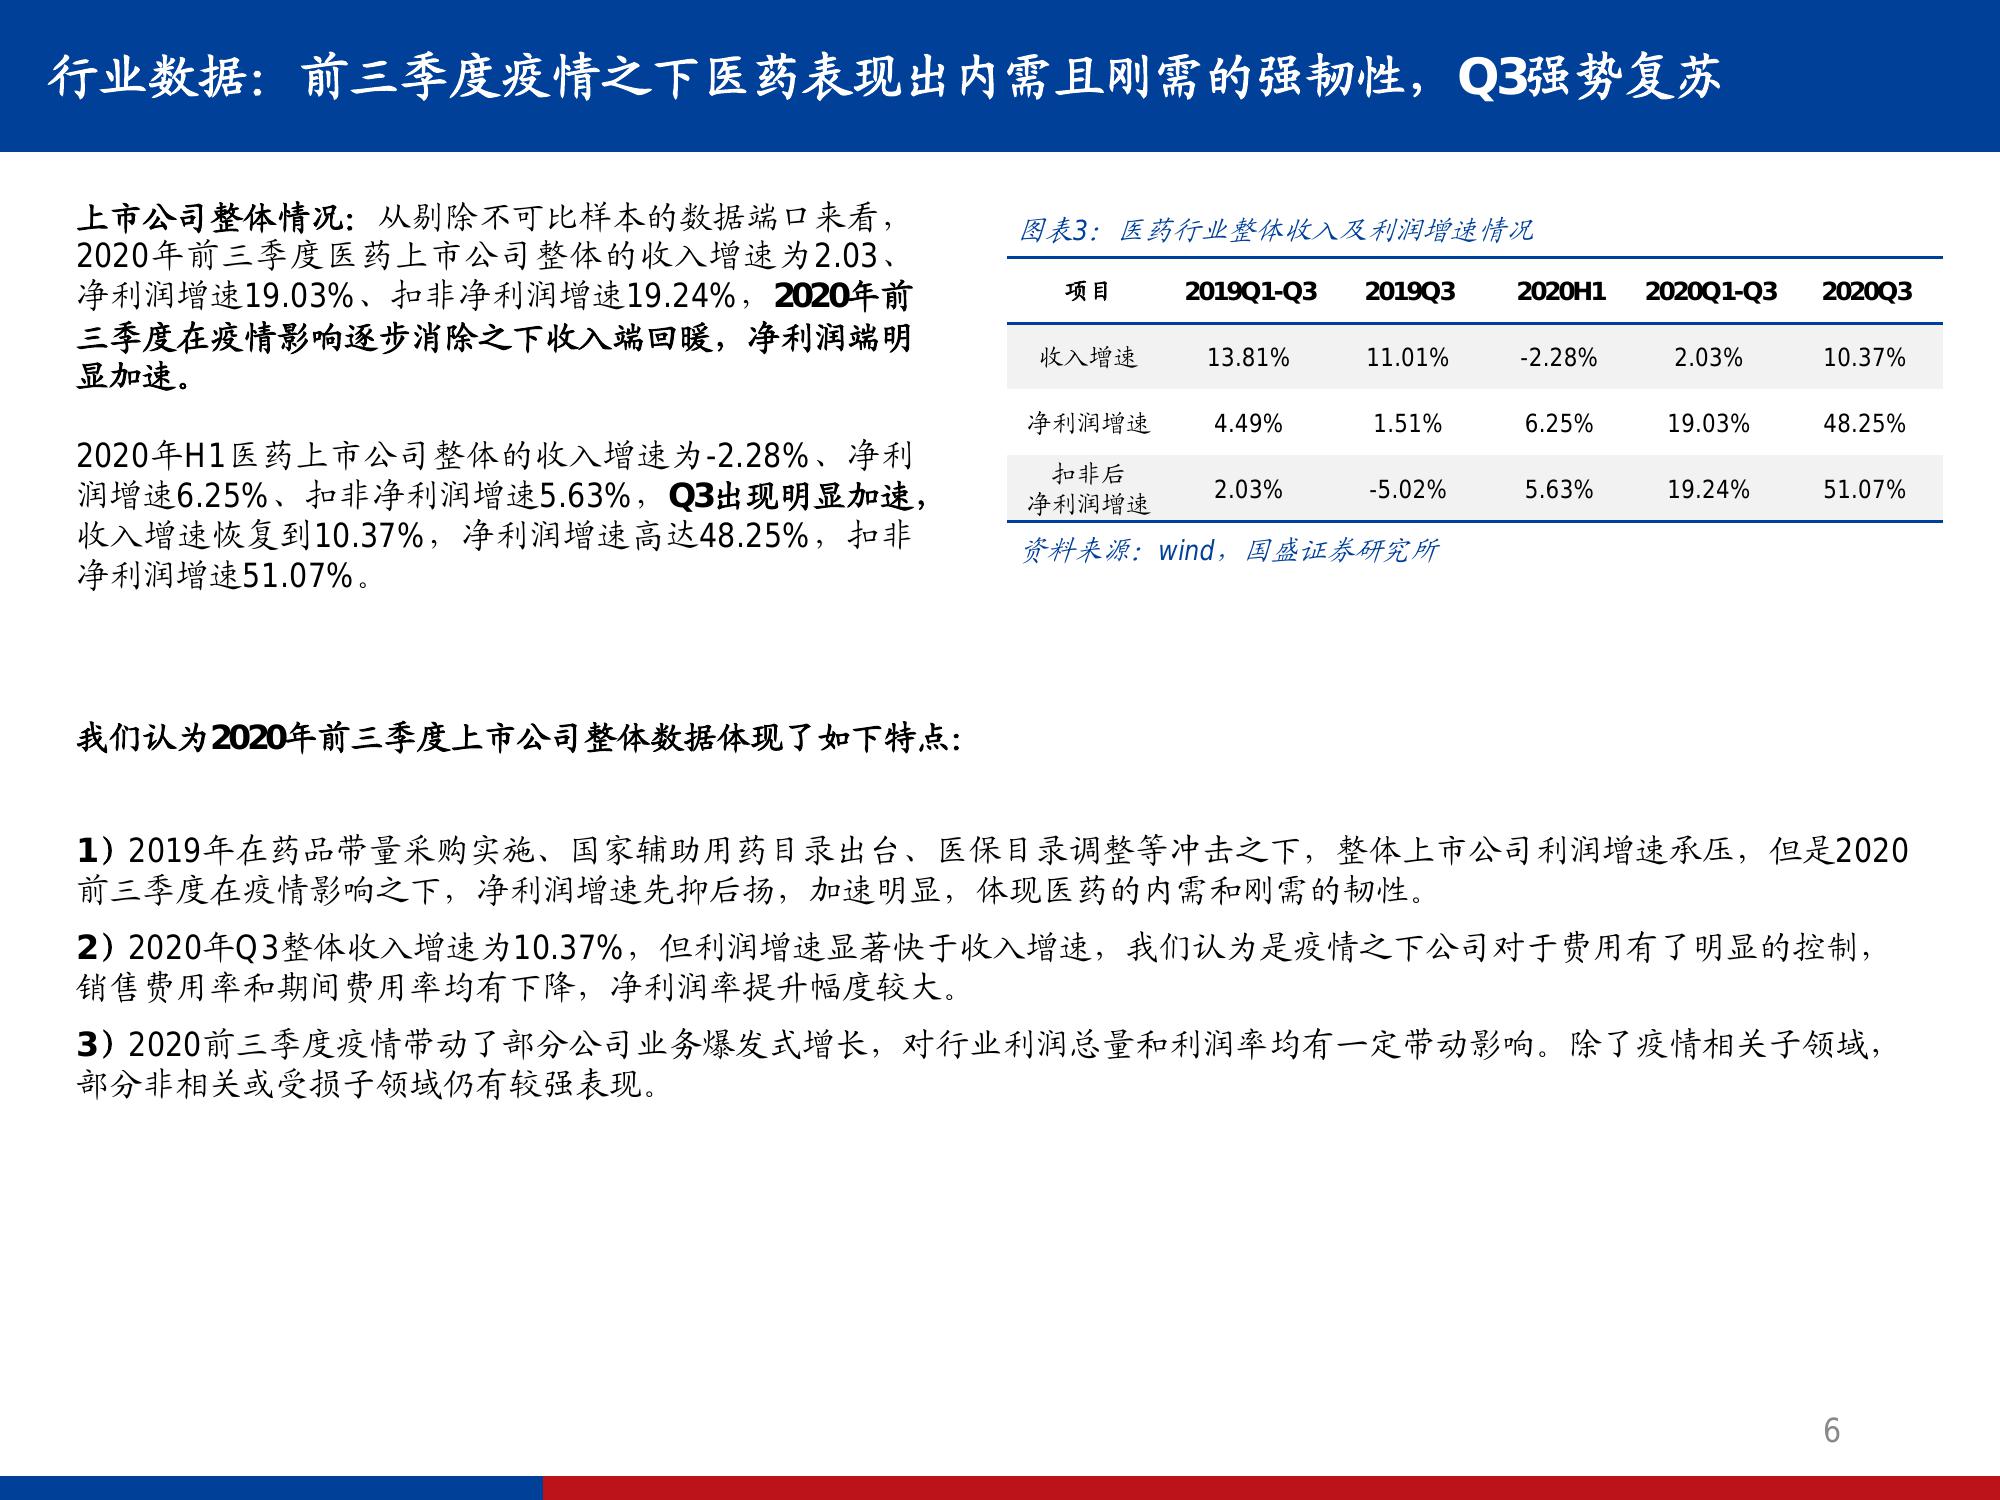 行业数据：前三季度疫情之下医药表现出内需且刚需的强韧性，Q3强势复苏
上市公司整体情况：从剔除不可比样本的数据端口来看，
2020年前三季度医药上市公司整体的收入增速为2.03、
净利润增速19.03%、扣非净利润增速19.24%，2020年前
三季度在疫情影响逐步消除之下收入端回暖，净利润端明
显加速。
2020年H1医药上市公司整体的收入增速为-2.28%、净利
润增速6.25%、扣非净利润增速5.63%，Q3出现明显加速，
收入增速恢复到10.37%，净利润增速高达48.25%，扣非
净利润增速51.07%。
图表3：医药行业整体收入及利润增速情况
项目 2019Q1-Q3 2019Q3 2020H1 2020Q1-Q3 2020Q3
收入增速 13.81% 11.01% -2.28% 2.03% 10.37%
净利润增速 4.49% 1.51% 6.25% 19.03% 48.25%
扣非后
净利润增速 2.03% -5.02% 5.63% 19.24% 51.07%
资料来源：wind，国盛证券研究所
我们认为2020年前三季度上市公司整体数据体现了如下特点：
1）2019年在药品带量采购实施、国家辅助用药目录出台、医保目录调整等冲击之下，整体上市公司利润增速承压，但是2020
前三季度在疫情影响之下，净利润增速先抑后扬，加速明显，体现医药的内需和刚需的韧性。
2）2020年Q3整体收入增速为10.37%，但利润增速显著快于收入增速，我们认为是疫情之下公司对于费用有了明显的控制，
销售费用率和期间费用率均有下降，净利润率提升幅度较大。
3）2020前三季度疫情带动了部分公司业务爆发式增长，对行业利润总量和利润率均有一定带动影响。除了疫情相关子领域，
部分非相关或受损子领域仍有较强表现。
6